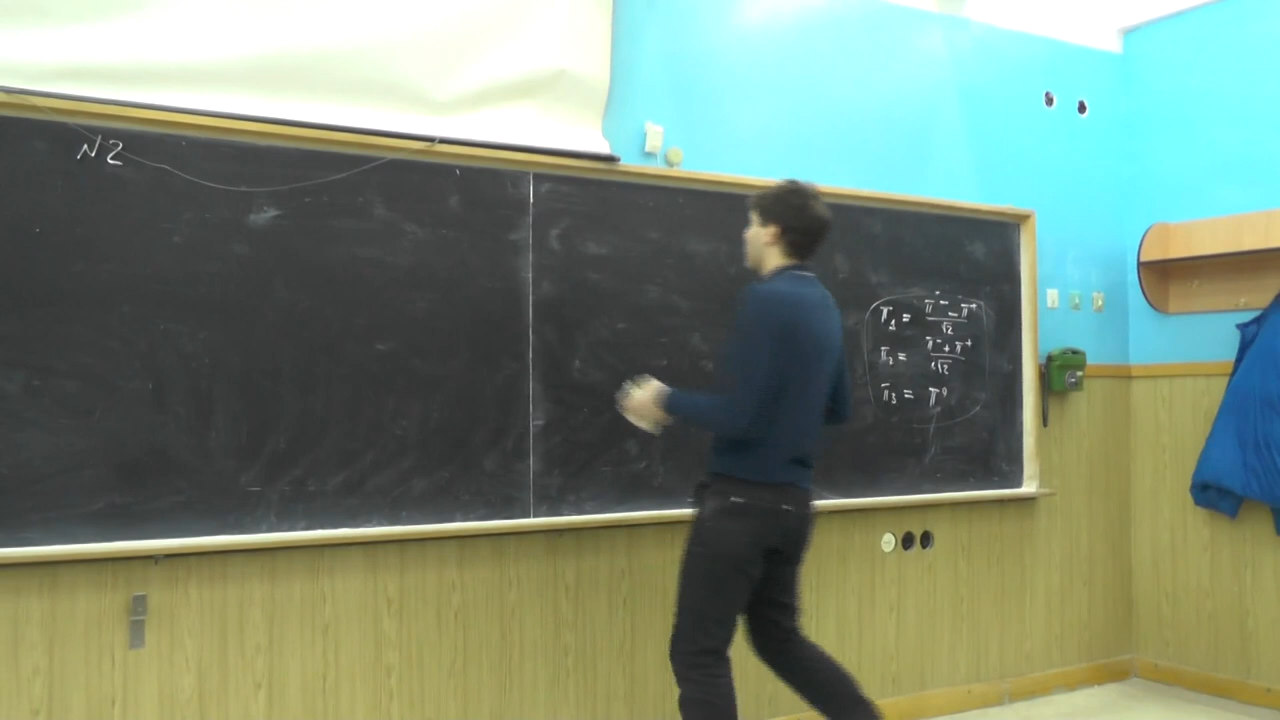 N2
π₁ = (π⁻ - π⁺)/√2
π₂ = (π⁻ + π⁺)/i√2
π₃ = π⁰